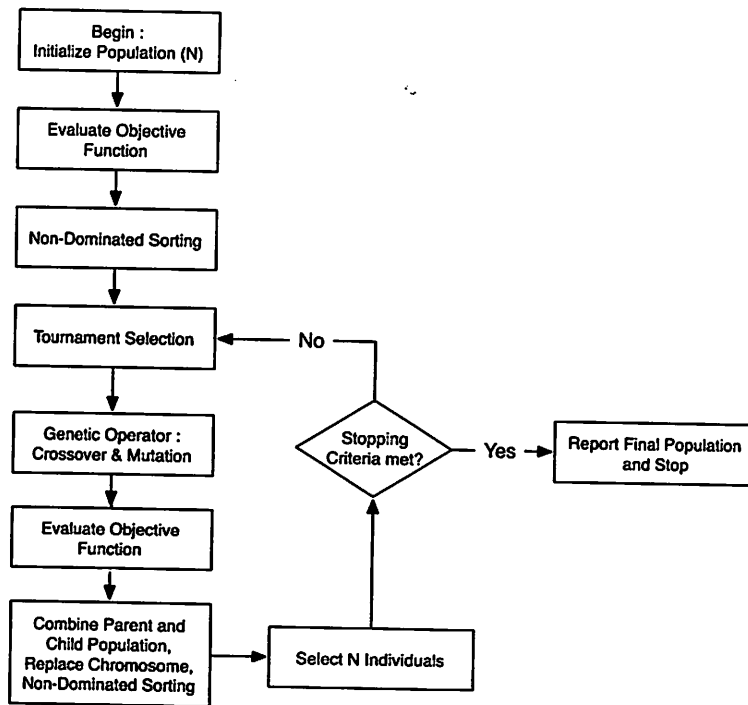 Begin :
Initialize Population (N)
Evaluate Objective
Function
Non-Dominated Sorting
Tournament Selection
No
Genetic Operator :
Crossover & Mutation
Stopping
Criteria met?
Yes
Report Final Population
and Stop
Evaluate Objective
Function
Combine Parent and
Child Population,
Replace Chromosome,
Non-Dominated Sorting
Select N Individuals